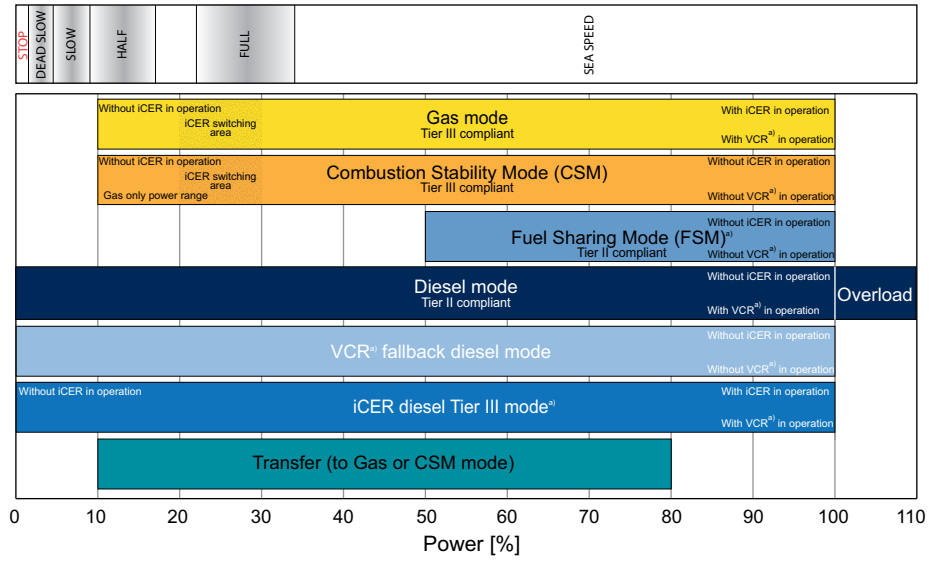 STOP
DEAD SLOW
SLOW
HALF
FULL
SEA SPEED
Without iCER in operation
iCER switching
area
Gas mode
Tier III compliant
With iCER in operation
With VCRa) in operation
Without iCER in operation
iCER switching
area
Gas only power range
Combustion Stability Mode (CSM)
Tier III compliant
Without iCER in operation
Without VCRa) in operation
Fuel Sharing Mode (FSM)a)
Tier II compliant
Without iCER in operation
Without VCRa) in operation
Diesel mode
Tier II compliant
Without iCER in operation
With VCRa) in operation
Overload
VCRa) fallback diesel mode
Without iCER in operation
Without VCRa) in operation
Without iCER in operation
iCER diesel Tier III modea)
With iCER in operation
With VCRa) in operation
Transfer (to Gas or CSM mode)
0 10 20 30 40 50 60 70 80 90 100 110
Power [%]